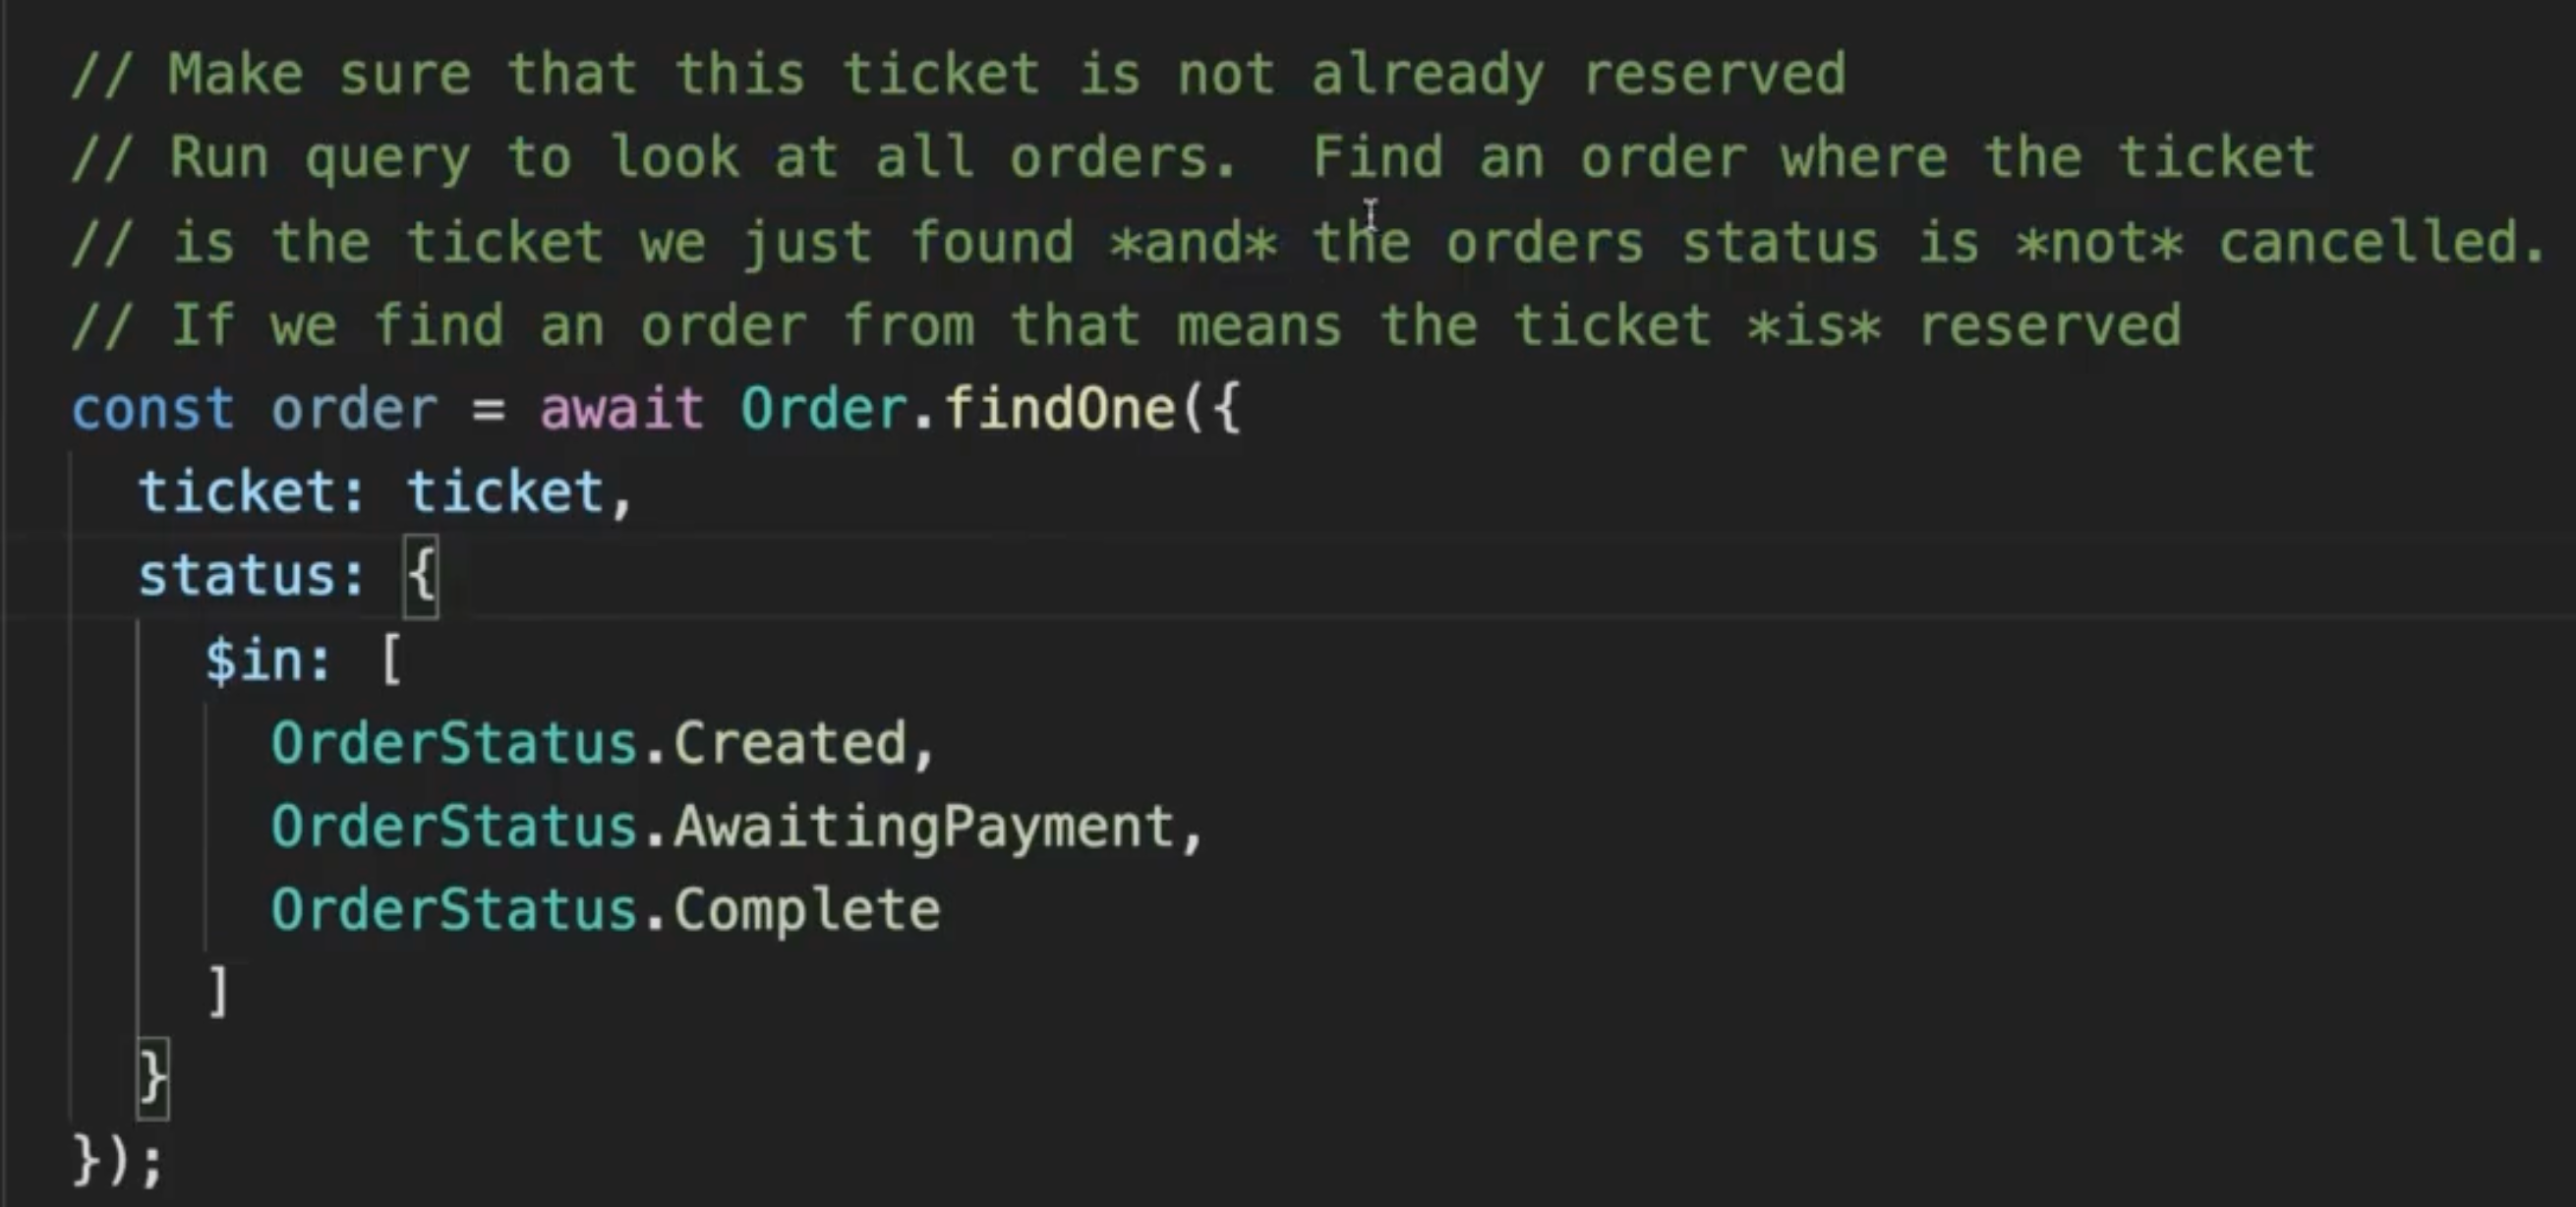 // Make sure that this ticket is not already reserved
// Run query to look at all orders.  Find an order where the ticket
// is the ticket we just found *and* the orders status is *not* cancelled.
// If we find an order from that means the ticket *is* reserved
const order = await Order.findOne({
  ticket: ticket,
  status: {
    $in: [
      OrderStatus.Created,
      OrderStatus.AwaitingPayment,
      OrderStatus.Complete
    ]
  }
});